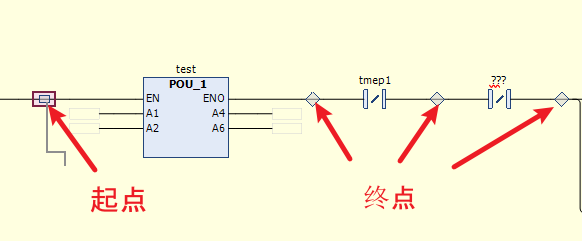 test
POU_1
tmep1
???
EN ENO
A1 A4
A2 A6
起点
终点